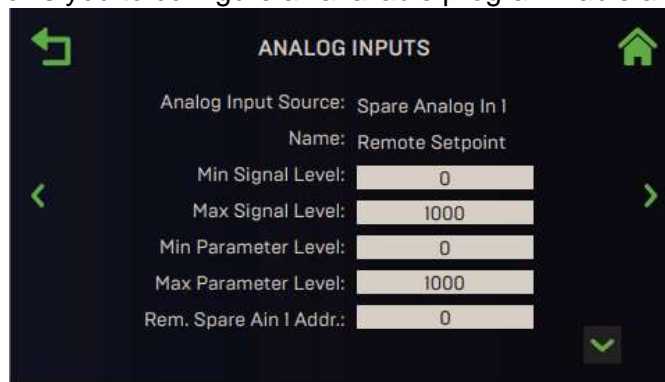 ANALOG INPUTS
Analog Input Source: Spare Analog In 1
Name: Remote Setpoint
Min Signal Level: 0
Max Signal Level: 1000
Min Parameter Level: 0
Max Parameter Level: 1000
Rem. Spare Ain 1 Addr.: 0